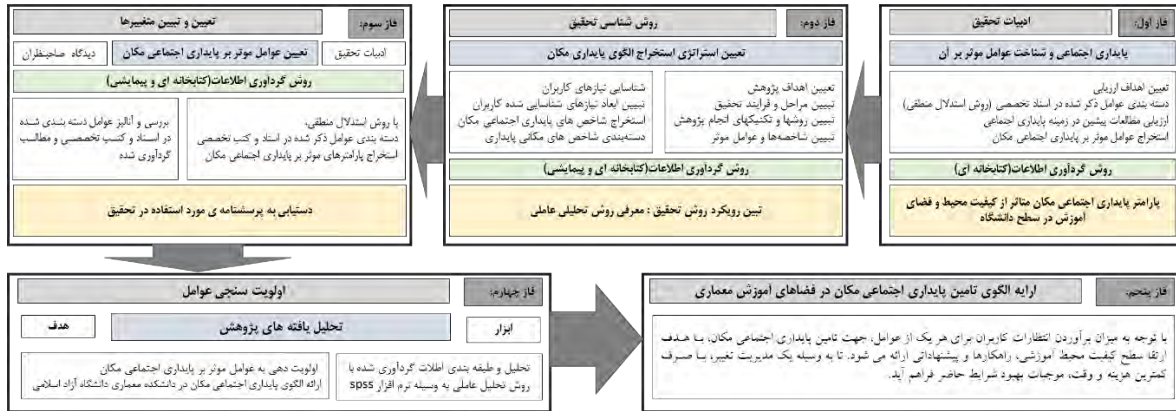 فاز اول:
ادبیات تحقیق
پایداری اجتماعی و شناخت عوامل موثر بر آن
تعیین اهداف ارزیابی
دسته بندی عوامل ذکر شده در اسناد تخصصی (روش استدلال منطقی)
ارزیابی مطالعات پیشین در زمینه پایداری اجتماعی
استخراج عوامل موثر بر پایداری اجتماعی مکان
روش گردآوری اطلاعات(کتابخانه ای)
پارامتر پایداری اجتماعی مکان متاثر از کیفیت محیط و فضای
آموزش در سطح دانشگاه
فاز دوم:
روش شناسی تحقیق
تعیین استراتژی استخراج الگوی پایداری مکان
تعیین اهداف پژوهش
تبیین مراحل و فرایند تحقیق
تبیین روشها و تکنیکهای انجام پژوهش
تبیین شاخصه‌ها و عوامل موثر
شناسایی نیازهای کاربران
تبیین ابعاد نیازهای شناسایی شده کاربران
استخراج شاخص های پایداری اجتماعی مکان
دسته‌بندی شاخص های مکانی پایداری
روش گردآوری اطلاعات(کتابخانه ای و پیمایشی)
تبین رویکرد روش تحقیق : معرفی روش تحلیلی عاملی
فاز سوم:
تعیین و تبیین متغییرها
ادبیات تحقیق
تعیین عوامل موثر بر پایداری اجتماعی مکان
دیدگاه صاحبنظران
روش گردآوری اطلاعات(کتابخانه ای و پیمایشی)
با روش استدلال منطقی،
دسته بندی عوامل ذکر شده در اسناد و کتب تخصصی
استخراج پارامترهای موثر بر پایداری اجتماعی مکان
بررسی و آنالیز عوامل دسته بندی شده
در اسناد و کتب تخصصی و مطالب
گردآوری شده
دستیابی به پرسشنامه ی مورد استفاده در تحقیق
فاز چهارم:
اولویت سنجی عوامل
ابزار
تحلیل یافته های پژوهش
هدف
تحلیل و طبقه بندی اطلات گردآوری شده با
روش تحلیل عاملی به وسیله نرم افزار spss
اولویت دهی به عوامل موثر بر پایداری اجتماعی مکان
ارائه الگوی پایداری اجتماعی مکان در دانشکده معماری دانشگاه آزاد اسلامی
فاز پنجم:
ارایه الگوی تامین پایداری اجتماعی مکان در فضاهای آموزش معماری
با توجه به میزان برآوردن انتظارات کاربران برای هر یک از عوامل، جهت تامین پایداری اجتماعی مکان، با هدف
ارتقا سطح کیفیت محیط آموزشی، راهکارها و پیشنهاداتی ارائه می شود. تا به وسیله یک مدیریت تغییر، با صرف
کمترین هزینه و وقت، موجبات بهبود شرایط حاضر فراهم آید.